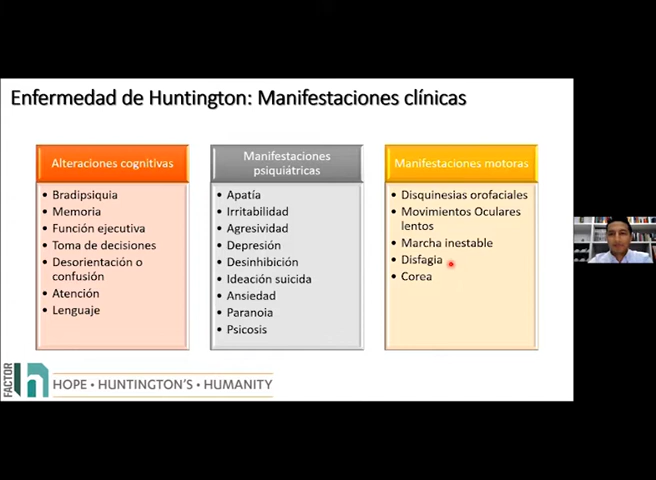 Enfermedad de Huntington: Manifestaciones clínicas
Alteraciones cognitivas
• Bradipsiquia
• Memoria
• Función ejecutiva
• Toma de decisiones
• Desorientación o
confusión
• Atención
• Lenguaje
Manifestaciones
psiquiátricas
• Apatía
• Irritabilidad
• Agresividad
• Depresión
• Desinhibición
• Ideación suicida
• Ansiedad
• Paranoia
• Psicosis
Manifestaciones motoras
• Disquinesias orofaciales
• Movimientos Oculares
lentos
• Marcha inestable
• Disfagia
• Corea
FACTOR
h
HOPE • HUNTINGTON'S • HUMANITY